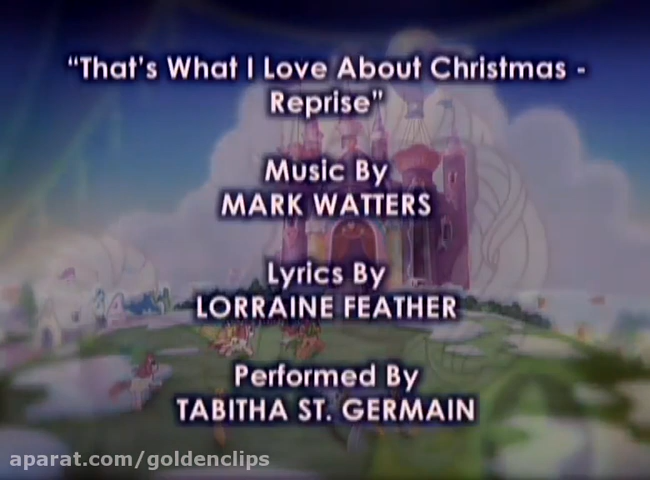 “That’s What I Love About Christmas -
Reprise”
Music By
MARK WATTERS
Lyrics By
LORRAINE FEATHER
Performed By
TABITHA ST. GERMAIN
aparat.com/goldenclips